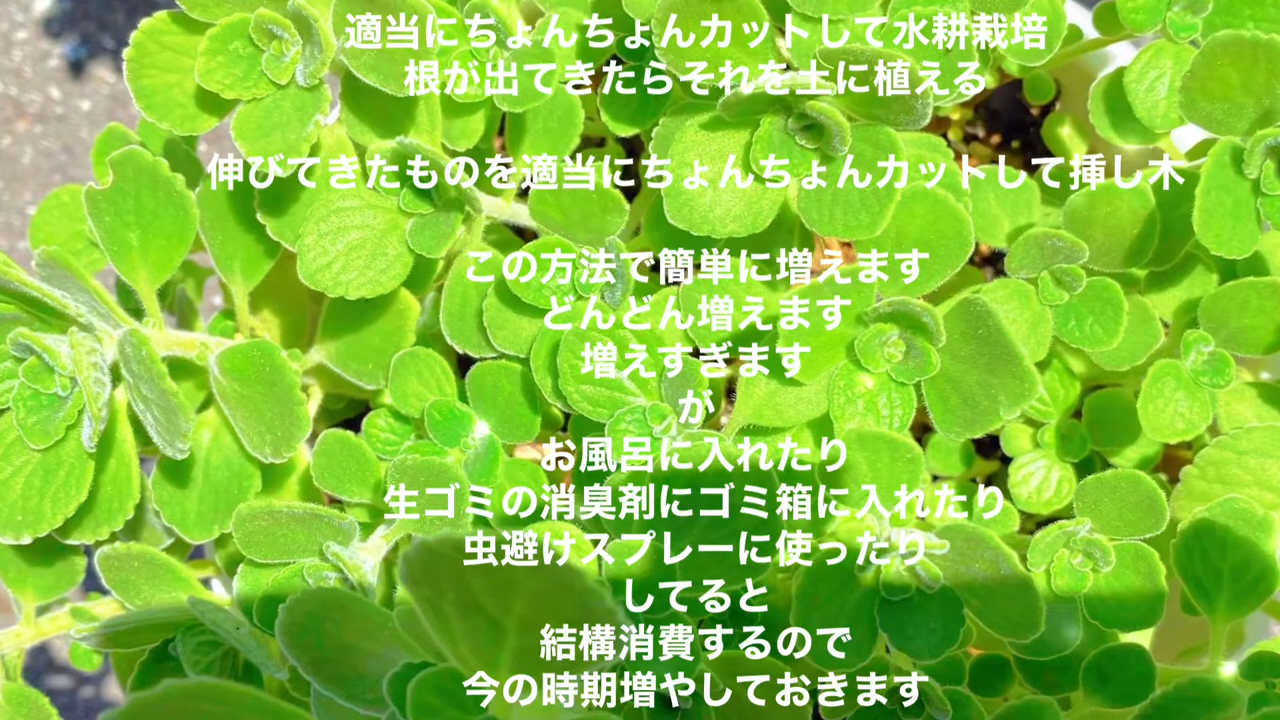 適当にちょんちょんカットして水耕栽培
根が出てきたらそれを土に植える
伸びてきたものを適当にちょんちょんカットして挿し木
この方法で簡単に増えます
どんどん増えます
増えすぎます
が
お風呂に入れたり
生ゴミの消臭剤にゴミ箱に入れたり
虫避けスプレーに使ったり
してると
結構消費するので
今の時期増やしておきます